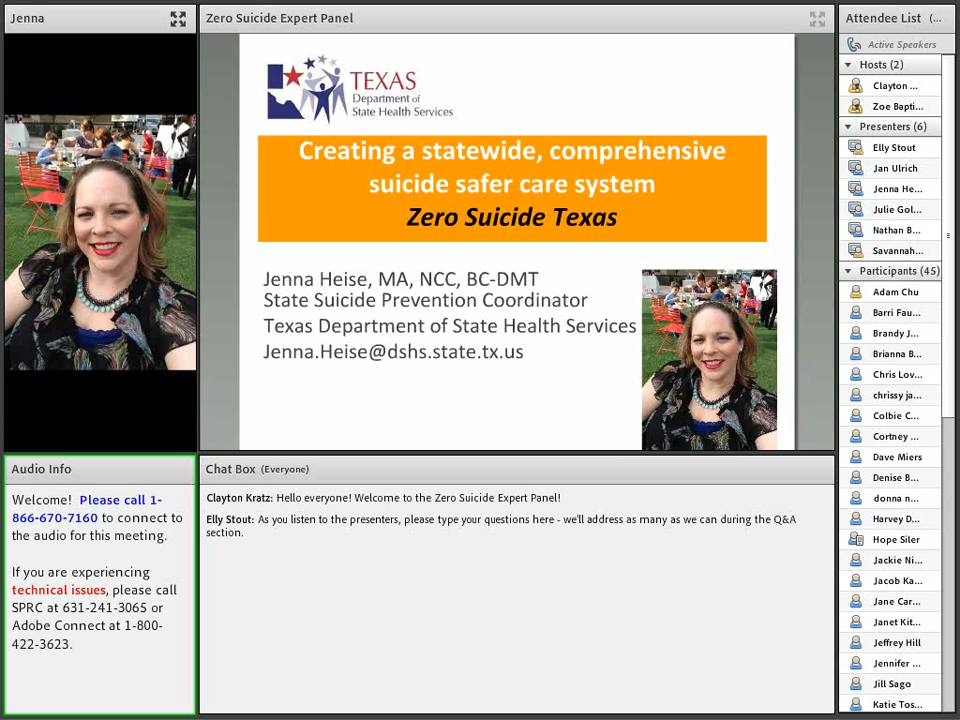 Jenna
Zero Suicide Expert Panel
TEXAS
Department of
State Health Services
Creating a statewide, comprehensive
suicide safer care system
Zero Suicide Texas
Jenna Heise, MA, NCC, BC-DMT
State Suicide Prevention Coordinator
Texas Department of State Health Services
Jenna.Heise@dshs.state.tx.us
Audio Info
Welcome!  Please call 1-
866-670-7160 to connect to
the audio for this meeting.
If you are experiencing
technical issues, please call
SPRC at 631-241-3065 or
Adobe Connect at 1-800-
422-3623.
Chat Box (Everyone)
Clayton Kratz: Hello everyone! Welcome to the Zero Suicide Expert Panel!
Elly Stout: As you listen to the presenters, please type your questions here - we'll address as many as we can during the Q&A
section.
Attendee List (...
Active Speakers
Hosts (2)
Clayton ...
Zoe Bapti...
Presenters (6)
Elly Stout
Jan Ulrich
Jenna He...
Julie Gol...
Nathan B...
Savannah...
Participants (45)
Adam Chu
Barri Fau...
Brandy J...
Brianna B...
Chris Lov...
chrissy ja...
Colbie C...
Cortney ...
Dave Miers
Denise B...
donna n...
Harvey D...
Hope Siler
Jackie Ni...
Jacob Ka...
Jane Car...
Janet Kit...
Jeffrey Hill
Jennifer ...
Jill Sago
Katie Tos...